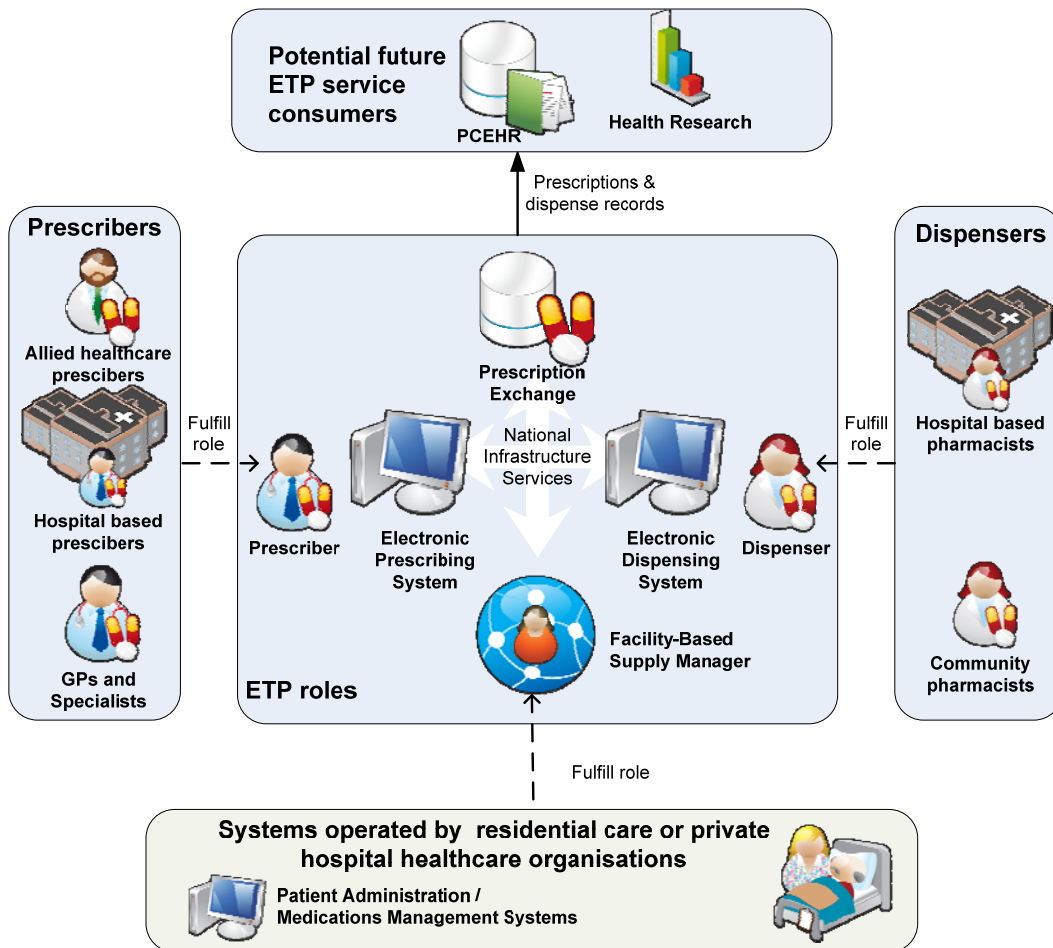 Potential future
ETP service
consumers
PCEHR
Health Research
Prescriptions &
dispense records
Prescribers
Allied healthcare
prescibers
Hospital based
prescibers
GPs and
Specialists
Fulfill
role
Prescription
Exchange
National
Infrastructure
Services
Prescriber
Electronic
Prescribing
System
Electronic
Dispensing
System
Dispenser
Facility-Based
Supply Manager
ETP roles
Fulfill
role
Dispensers
Hospital based
pharmacists
Community
pharmacists
Fulfill role
Systems operated by residential care or private
hospital healthcare organisations
Patient Administration /
Medications Management Systems